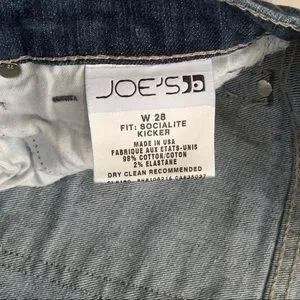 JOE'S
W 28
FIT: SOCIALITE
KICKER
MADE IN USA
FABRIQUE AUX ETATS-UNIS
98% COTTON/COTON
2% ELASTANE
DRY CLEAN RECOMMENDED